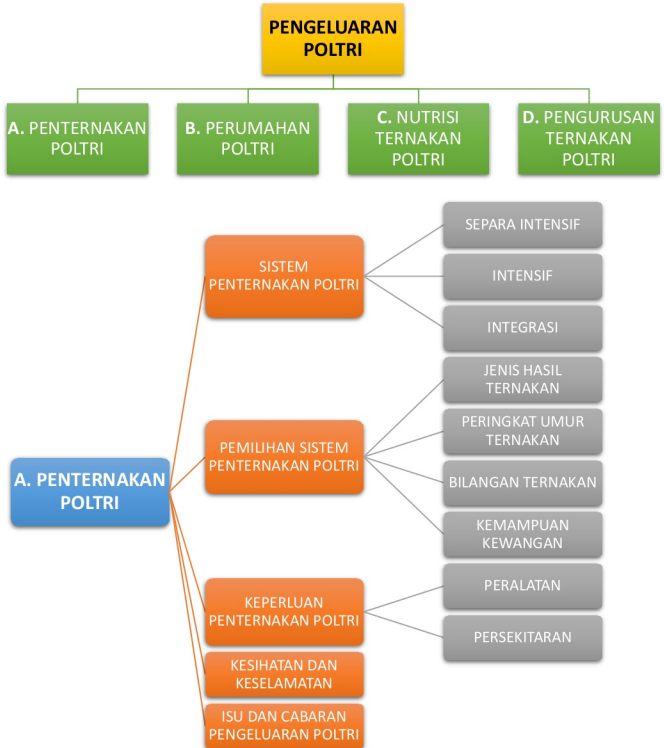 PENGELUARAN
POLTRI
A. PENTERNAKAN
POLTRI
B. PERUMAHAN
POLTRI
C. NUTRISI
TERNAKAN
POLTRI
D. PENGURUSAN
TERNAKAN
POLTRI
A. PENTERNAKAN
POLTRI
SISTEM
PENTERNAKAN POLTRI
SEPARA INTENSIF
INTENSIF
INTEGRASI
PEMILIHAN SISTEM
PENTERNAKAN POLTRI
JENIS HASIL
TERNAKAN
PERINGKAT UMUR
TERNAKAN
BILANGAN TERNAKAN
KEMAMPUAN
KEWANGAN
KEPERLUAN
PENTERNAKAN POLTRI
PERALATAN
PERSEKITARAN
KESIHATAN DAN
KESELAMATAN
ISU DAN CABARAN
PENGELUARAN POLTRI